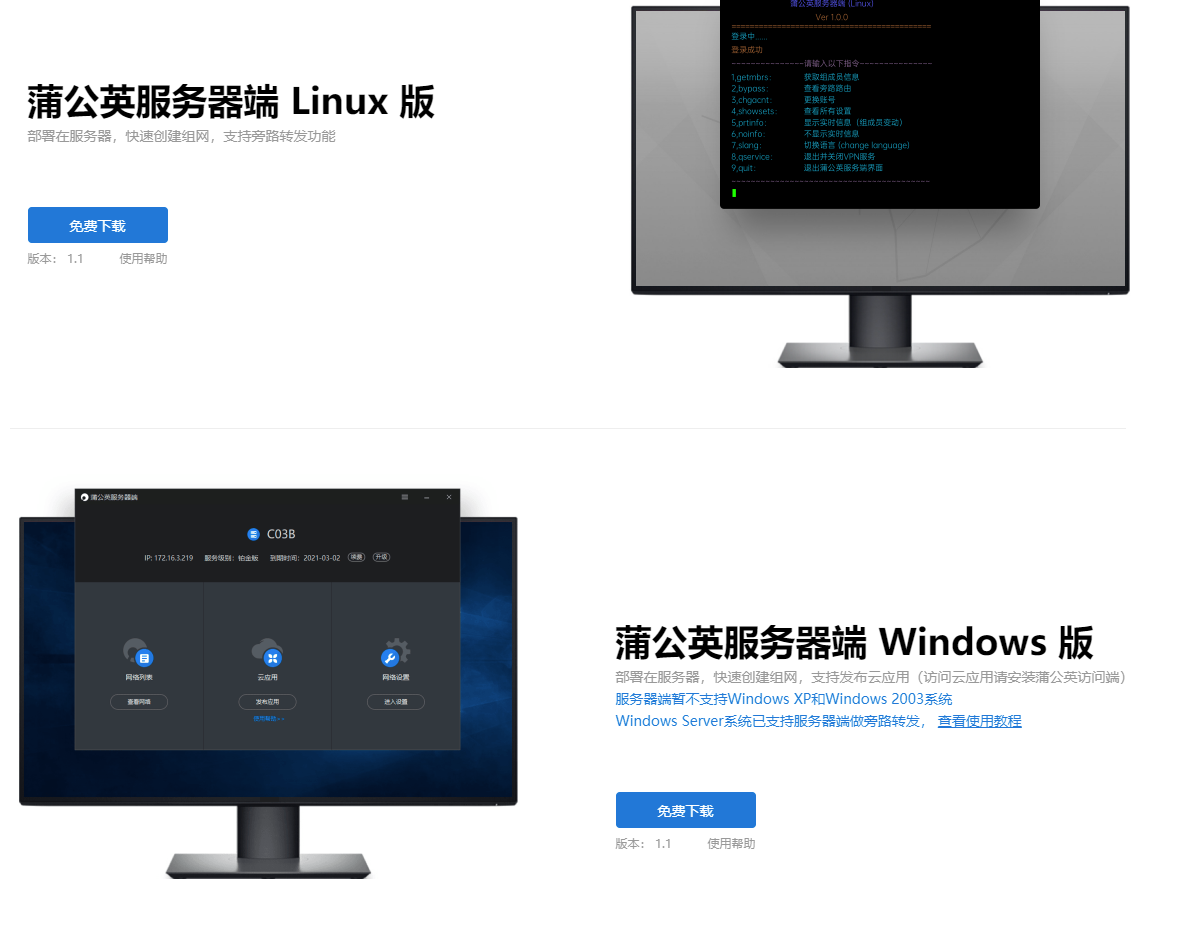 蒲公英服务器端 (Linux)
Ver 1.0.0
登录中......
登录成功
请输入以下指令
1,getmbrs: 获取组成员信息
2,bypass: 查看旁路路由
3,chgacnt: 更换账号
4,showsets: 查看所有设置
5,prtinfo: 显示实时信息（组成员变动）
6,noinfo: 不显示实时信息
7,slang: 切换语言 (change language)
8,qservice: 退出并关闭VPN服务
9,quit: 退出蒲公英服务端界面
蒲公英服务器端 Linux 版
部署在服务器，快速创建组网，支持旁路转发功能
免费下载
版本： 1.1 使用帮助
蒲公英服务器端
C03B
IP: 172.16.3.219 服务级别：铂金版 到期时间：2021-03-02 续费 升级
网络列表 云应用 网络设置
查看网络 发布应用 进入设置
使用帮助>>
蒲公英服务器端 Windows 版
部署在服务器，快速创建组网，支持发布云应用（访问云应用请安装蒲公英访问端）
服务器端暂不支持Windows XP和Windows 2003系统
Windows Server系统已支持服务器端做旁路转发， 查看使用教程
免费下载
版本： 1.1 使用帮助